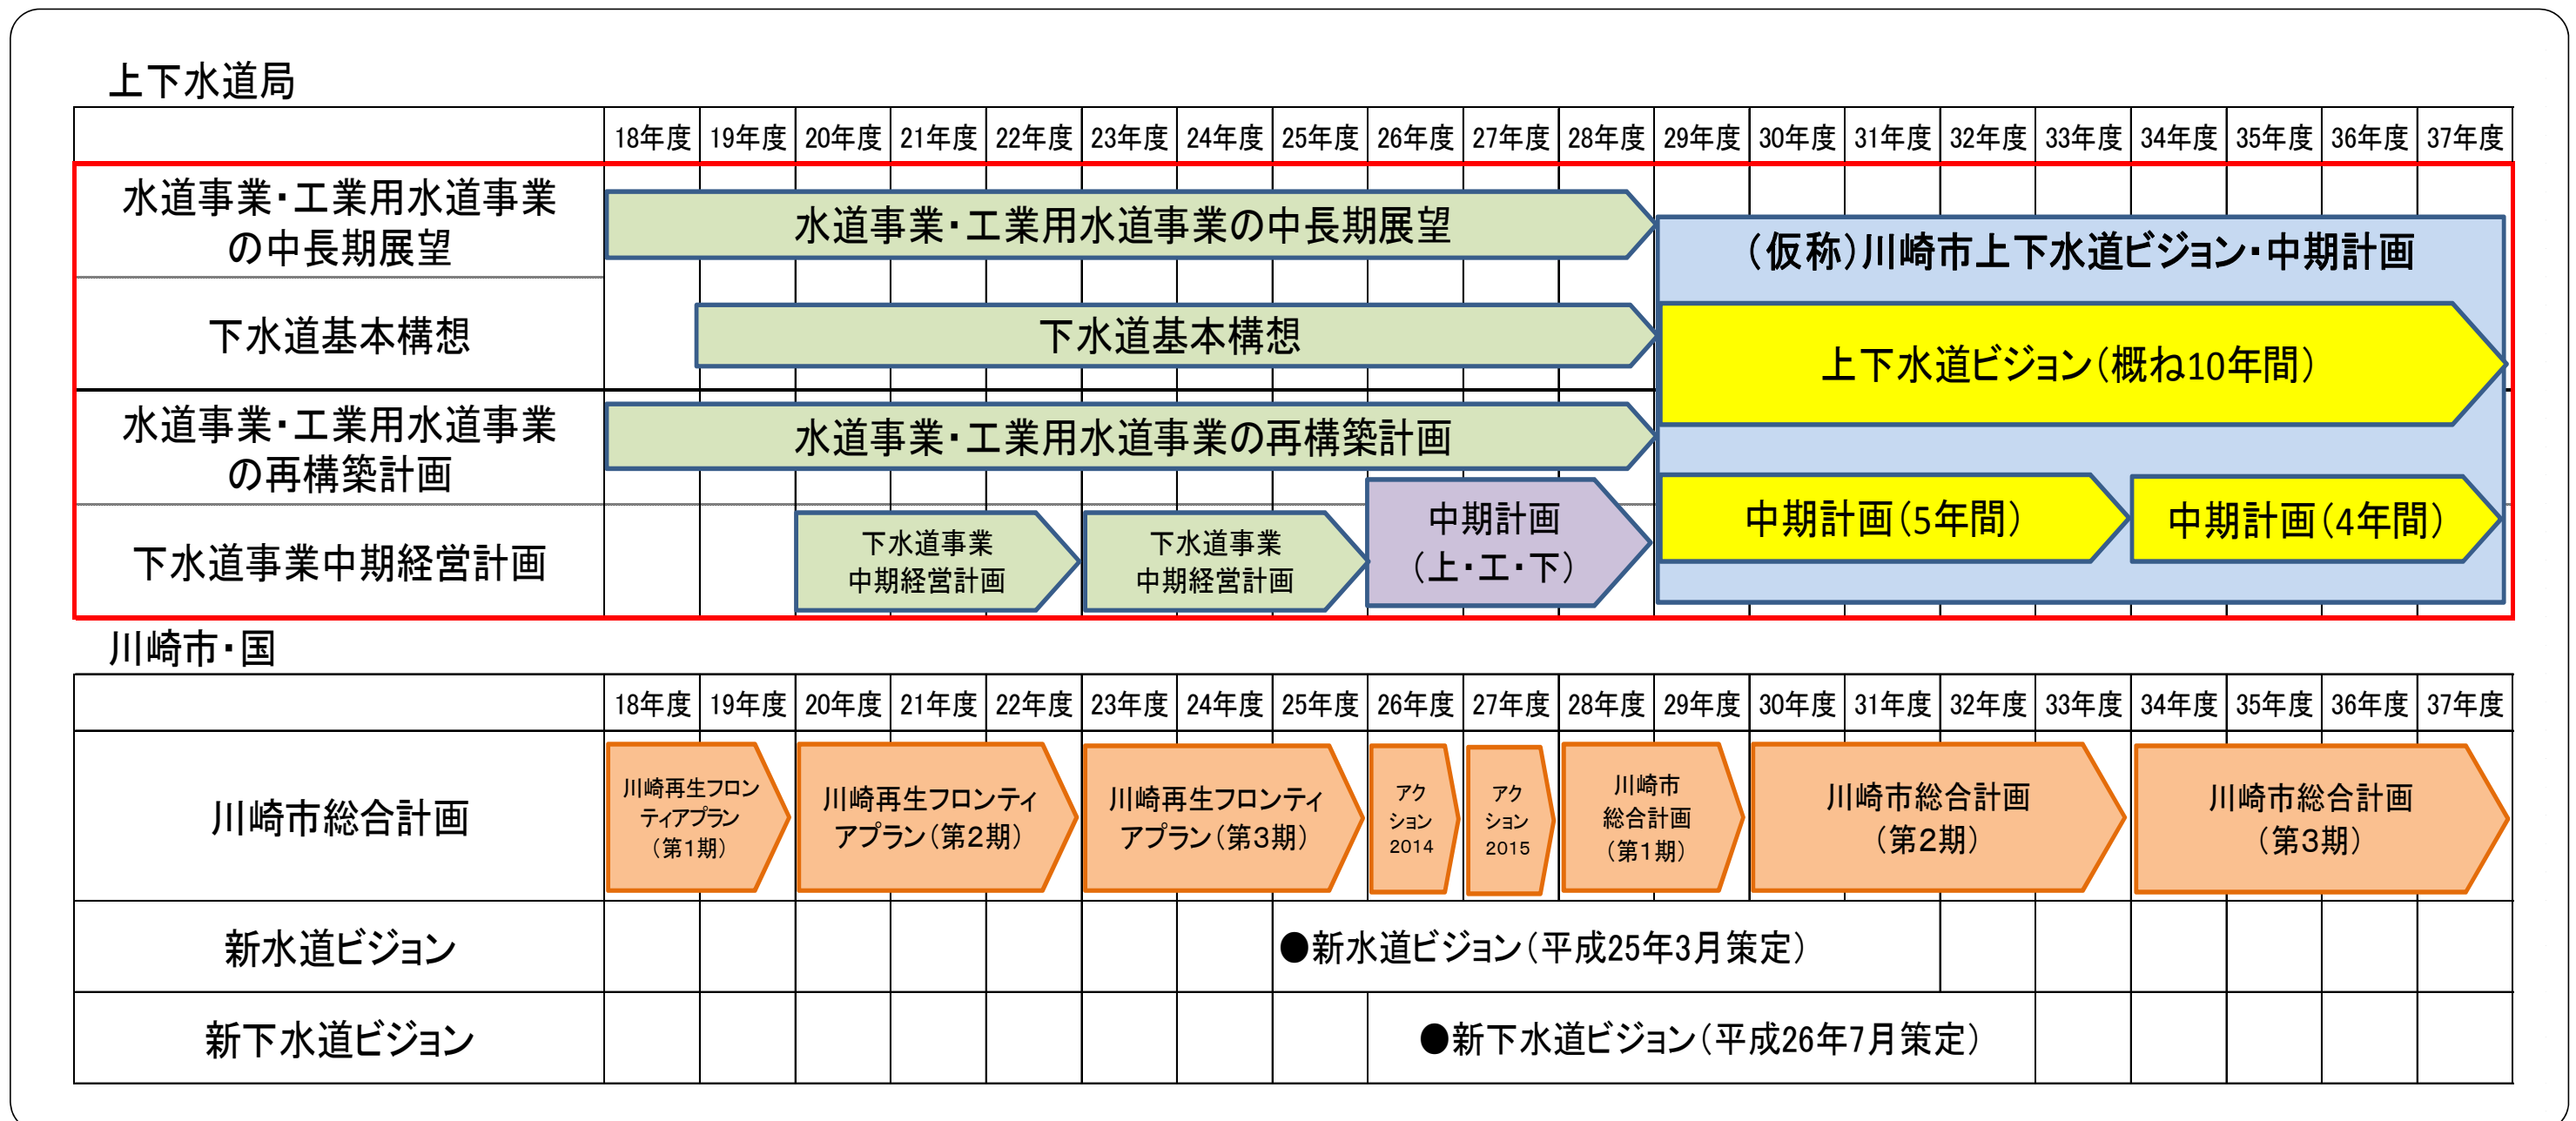 上下水道局
18年度 19年度 20年度 21年度 22年度 23年度 24年度 25年度 26年度 27年度 28年度 29年度 30年度 31年度 32年度 33年度 34年度 35年度 36年度 37年度
水道事業・工業用水道事業
の中長期展望
水道事業・工業用水道事業の中長期展望
(仮称)川崎市上下水道ビジョン・中期計画
下水道基本構想
下水道基本構想
上下水道ビジョン(概ね10年間)
水道事業・工業用水道事業
の再構築計画
水道事業・工業用水道事業の再構築計画
下水道事業中期経営計画
下水道事業
中期経営計画
下水道事業
中期経営計画
中期計画
(上・工・下)
中期計画(5年間)
中期計画(4年間)
川崎市・国
18年度 19年度 20年度 21年度 22年度 23年度 24年度 25年度 26年度 27年度 28年度 29年度 30年度 31年度 32年度 33年度 34年度 35年度 36年度 37年度
川崎市総合計画
川崎再生フロン
ティアプラン
(第1期)
川崎再生フロンティ
アプラン(第2期)
川崎再生フロンティ
アプラン(第3期)
アク
ション
2014
アク
ション
2015
川崎市
総合計画
(第1期)
川崎市総合計画
(第2期)
川崎市総合計画
(第3期)
新水道ビジョン
●新水道ビジョン(平成25年3月策定)
新下水道ビジョン
●新下水道ビジョン(平成26年7月策定)